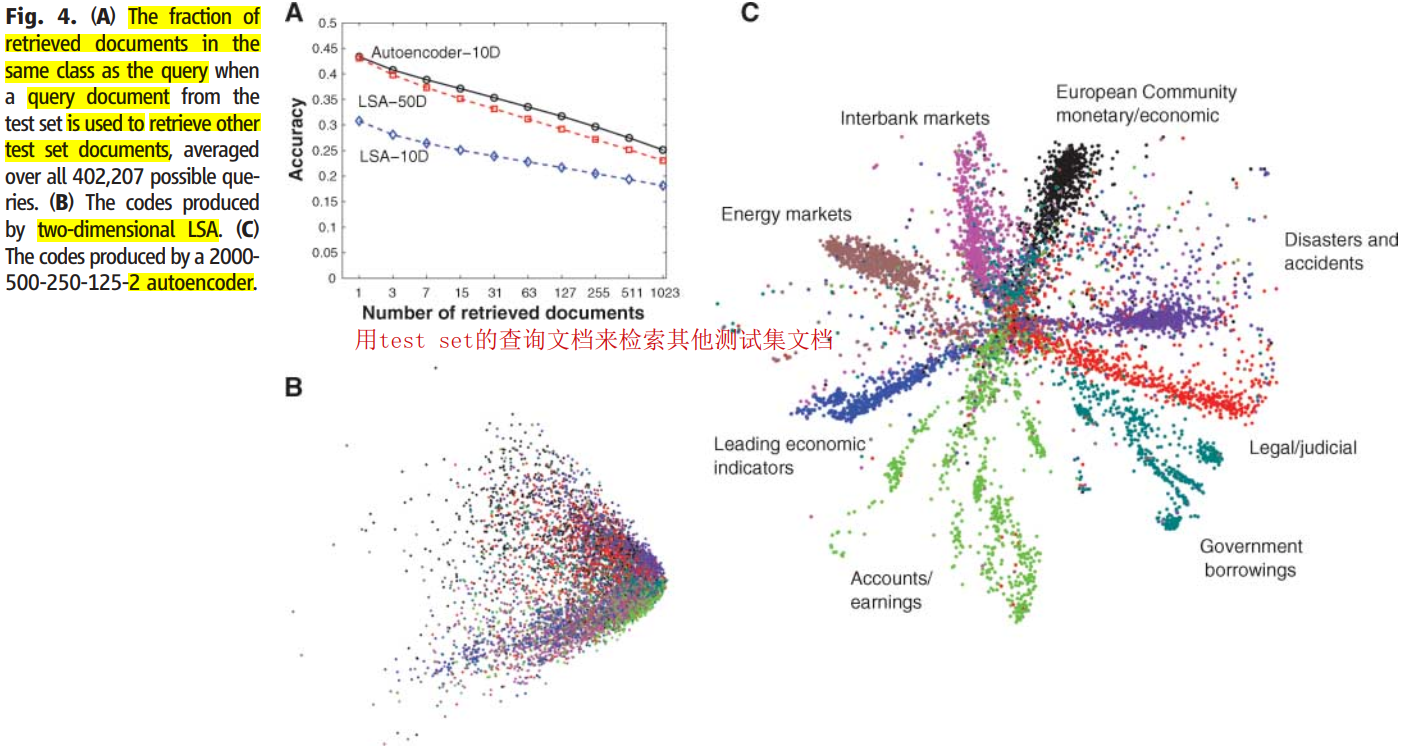 Fig. 4. (A) The fraction of
retrieved documents in the
same class as the query when
a query document from the
test set is used to retrieve other
test set documents, averaged
over all 402,207 possible que-
ries. (B) The codes produced
by two-dimensional LSA. (C)
The codes produced by a 2000-
500-250-125-2 autoencoder.
A
0.5
0.45
0.4
0.35
0.3
0.25
0.2
0.15
0.1
0.05
0
Accuracy
Autoencoder-10D
LSA-50D
LSA-10D
1 3 7 15 31 63 127 255 511 1023
Number of retrieved documents
用test set的查询文档来检索其他测试集文档
B
C
European Community
monetary/economic
Interbank markets
Energy markets
Disasters and
accidents
Leading economic
indicators
Legal/judicial
Government
borrowings
Accounts/
earnings